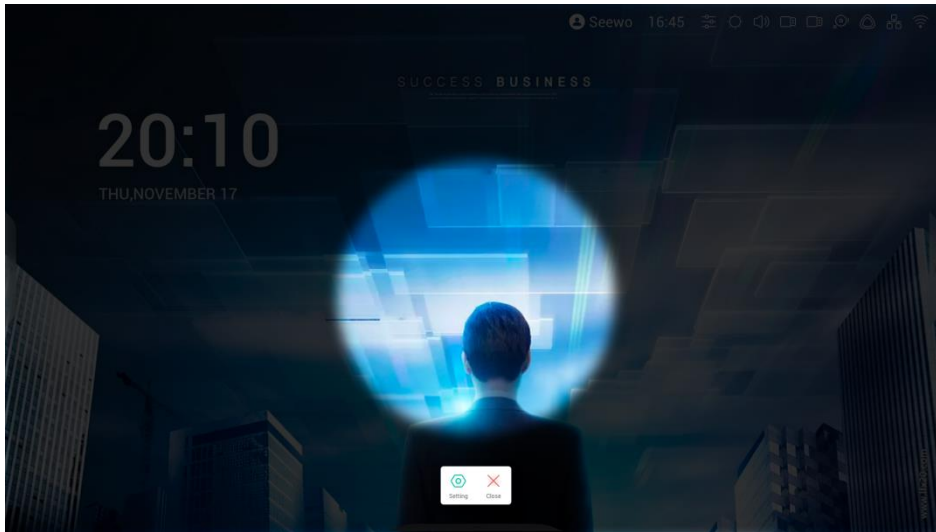 Seewo 16:45
SUCCESS BUSINESS
20:10
THU,NOVEMBER 17
Setting Close